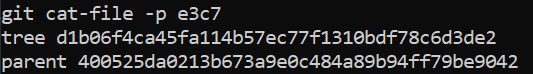 git cat-file -p e3c7
tree d1b06f4ca45fa114b57ec77f1310bdf78c6d3de2
parent 400525da0213b673a9e0c484a89b94ff79be9042